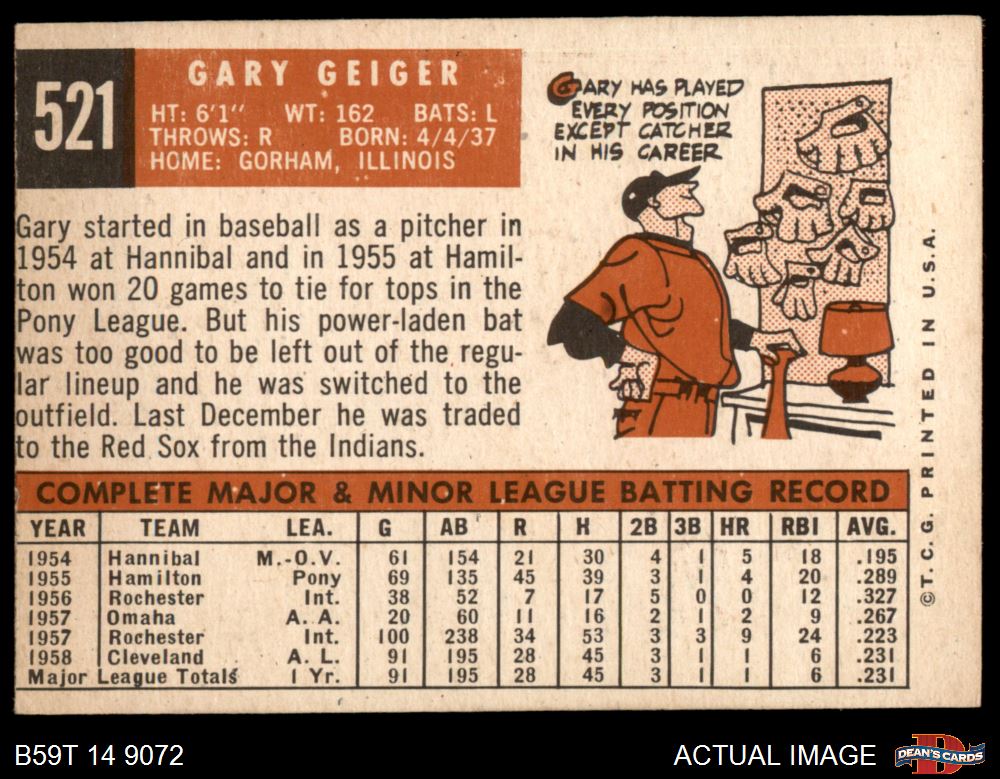 521
GARY GEIGER
HT: 6'1" WT: 162 BATS: L
THROWS: R BORN: 4/4/37
HOME: GORHAM, ILLINOIS
GARY HAS PLAYED
EVERY POSITION
EXCEPT CATCHER
IN HIS CAREER
Gary started in baseball as a pitcher in
1954 at Hannibal and in 1955 at Hamil-
ton won 20 games to tie for tops in the
Pony League. But his power-laden bat
was too good to be left out of the regu-
lar lineup and he was switched to the
outfield. Last December he was traded
to the Red Sox from the Indians.
COMPLETE MAJOR & MINOR LEAGUE BATTING RECORD
YEAR TEAM LEA. G AB R H 2B 3B HR RBI AVG.
1954 Hannibal M.-O.V. 61 154 21 30 4 1 5 18 .195
1955 Hamilton Pony 69 135 45 39 3 1 4 20 .289
1956 Rochester Int. 38 52 7 17 5 0 0 12 .327
1957 Omaha A. A. 20 60 11 16 2 1 2 9 .267
1957 Rochester Int. 100 238 34 53 3 3 9 24 .223
1958 Cleveland A. L. 91 195 28 45 3 1 1 6 .231
Major League Totals 1 Yr. 91 195 28 45 3 1 1 6 .231
© T. C. G. PRINTED IN U.S.A.
B59T 14 9072
ACTUAL IMAGE
DEAN'S CARDS